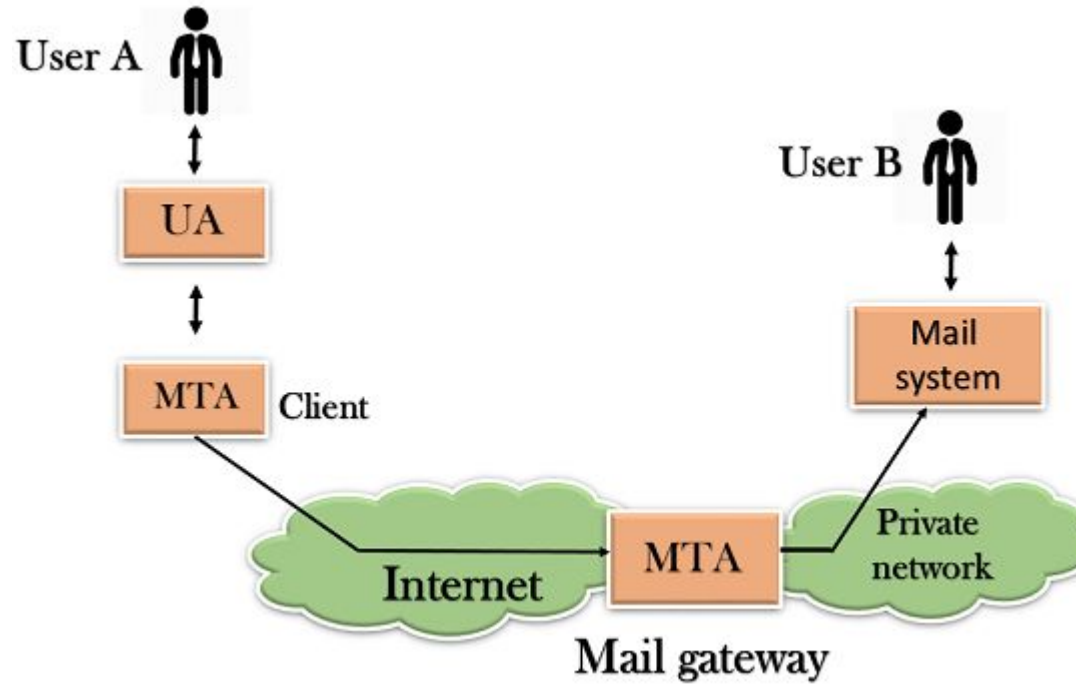 User A
UA
MTA
Client
User B
Mail
system
Internet
MTA
Private
network
Mail gateway